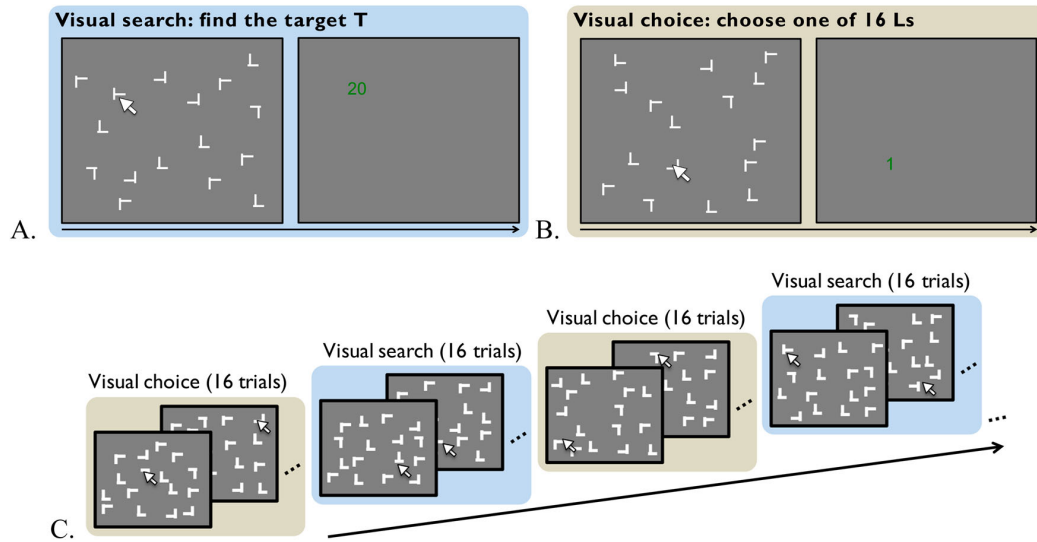 Visual search: find the target T
Visual choice: choose one of 16 Ls
20
1
A.
B.
Visual search (16 trials)
Visual choice (16 trials)
Visual search (16 trials)
Visual choice (16 trials)
C.